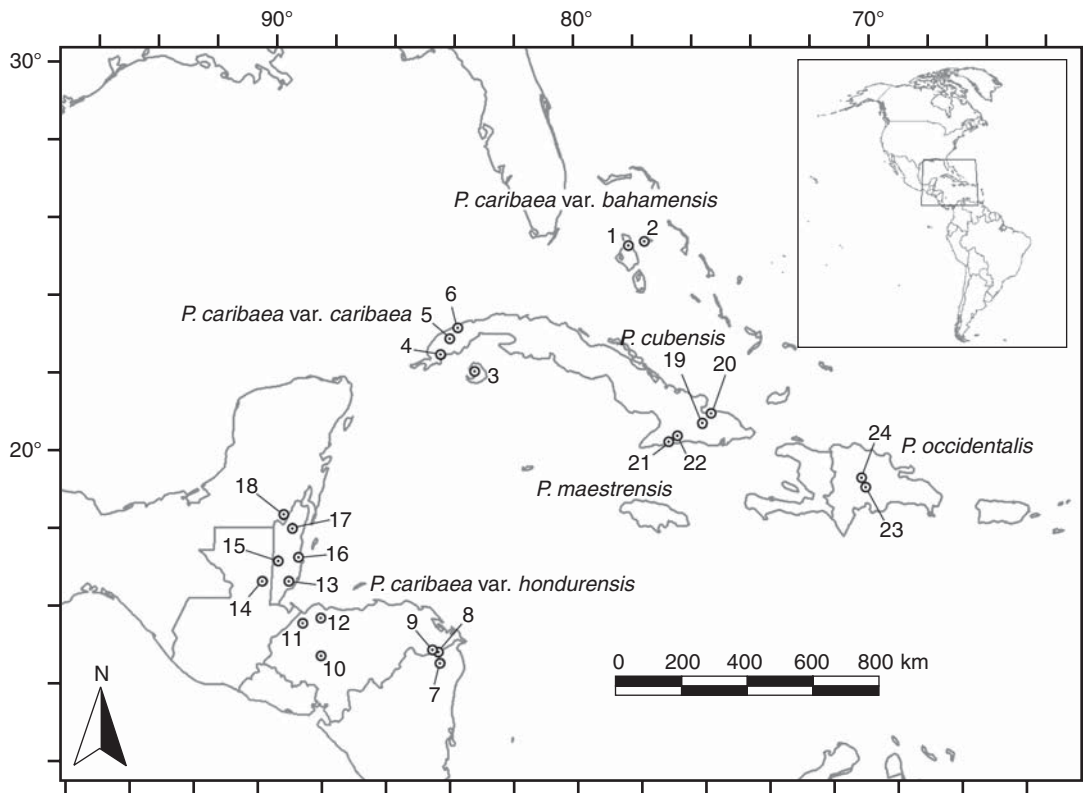 90° 80° 70°
30°
P. caribaea var. bahamensis
1 2
6
P. caribaea var. caribaea
5
4
3
P. cubensis
19 20
20°
21 22
24
P. occidentalis
P. maestrensis
23
18
17
15 16
14 13
P. caribaea var. hondurensis
9 8
11 12
10
7
0 200 400 600 800 km
N